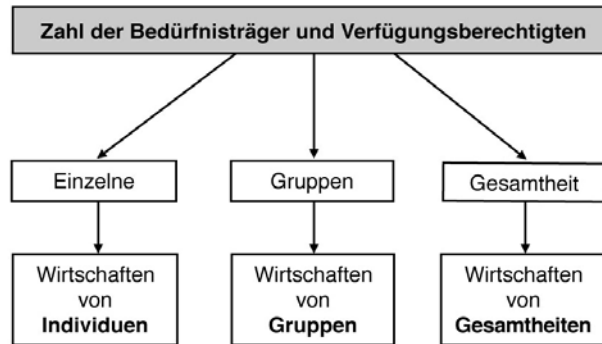 Zahl der Bedürfnisträger und Verfügungsberechtigten
Einzelne
Gruppen
Gesamtheit
Wirtschaften
von
Individuen
Wirtschaften
von
Gruppen
Wirtschaften
von
Gesamtheiten